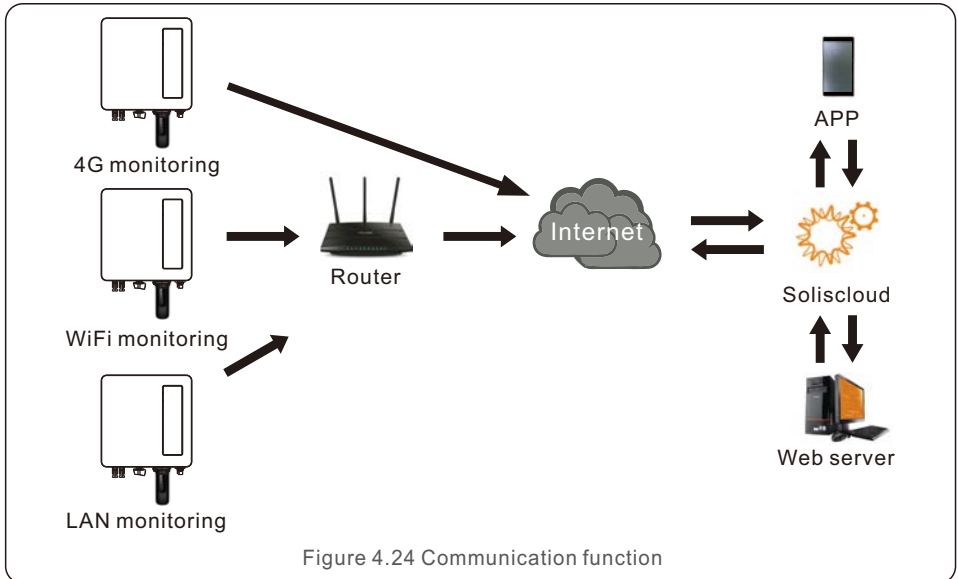 4G monitoring
WiFi monitoring
LAN monitoring
Router
Internet
APP
Soliscloud
Web server
Figure 4.24 Communication function